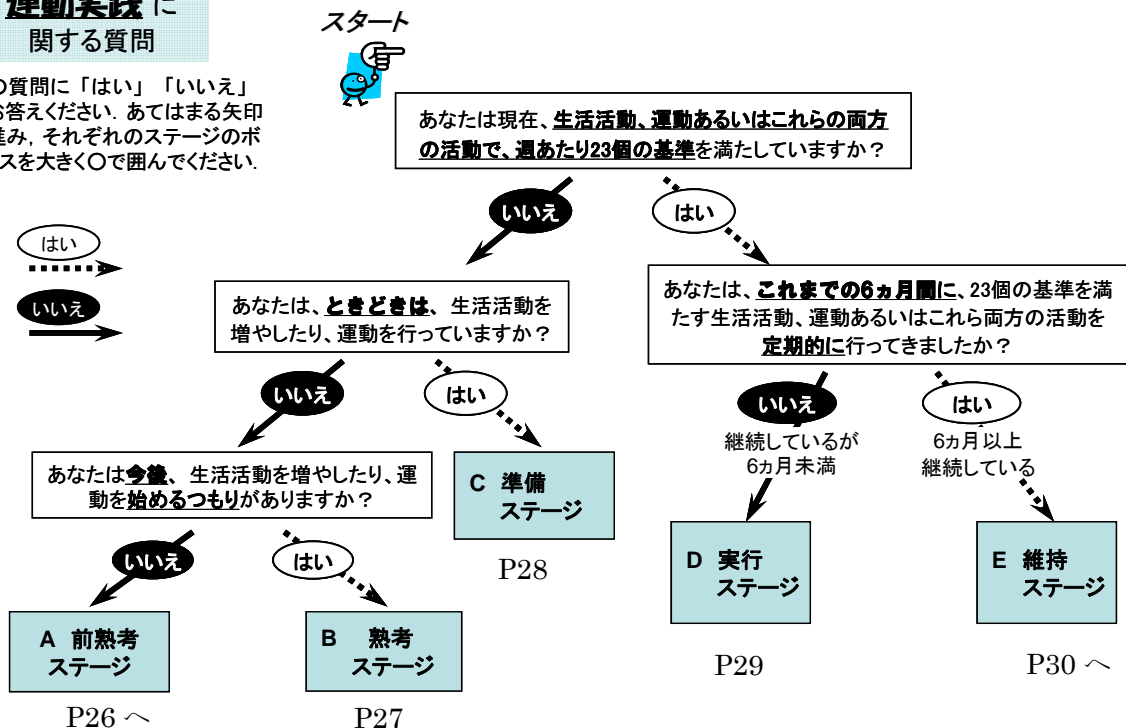 運動実践に
関する質問
の質問に「はい」「いいえ」
お答えください. あてはまる矢印
進み, それぞれのステージのボ
スを大きく○で囲んでください.
はい
いいえ
スタート
あなたは現在、生活活動、運動あるいはこれらの両方
の活動で、週あたり23個の基準を満たしていますか?
いいえ
はい
あなたは、ときどきは、生活活動を
増やしたり、運動を行っていますか?
あなたは、これまでの6ヵ月間に、23個の基準を満
たす生活活動、運動あるいはこれら両方の活動を
定期的に行ってきましたか?
いいえ
はい
いいえ
はい
継続しているが
6ヵ月未満
6ヵ月以上
継続している
あなたは今後、生活活動を増やしたり、運
動を始めるつもりがありますか?
C 準備
ステージ
P28
いいえ
はい
D 実行
ステージ
E 維持
ステージ
A 前熟考
ステージ
B 熟考
ステージ
P29
P30 へ
P26 へ
P27